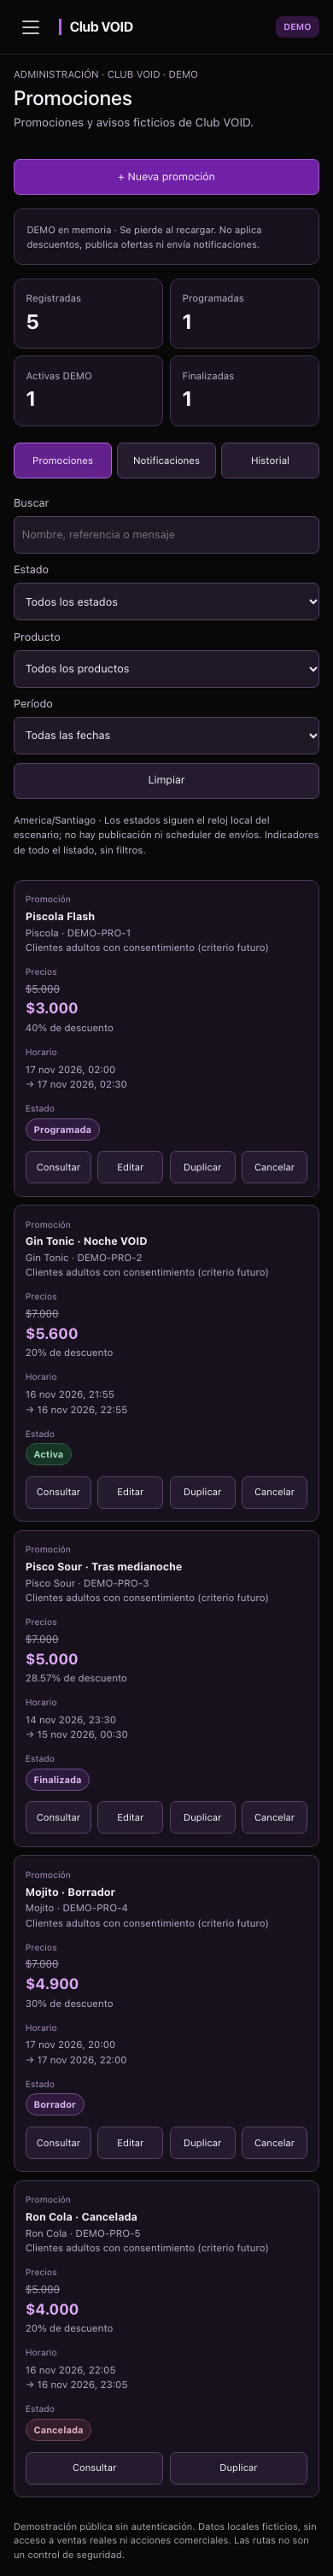 Club VOID
DEMO
ADMINISTRACIÓN · CLUB VOID · DEMO
Promociones
Promociones y avisos ficticios de Club VOID.
+ Nueva promoción
DEMO en memoria · Se pierde al recargar. No aplica
descuentos, publica ofertas ni envía notificaciones.
Registradas
5
Programadas
1
Activas DEMO
1
Finalizadas
1
Promociones
Notificaciones
Historial
Buscar
Nombre, referencia o mensaje
Estado
Todos los estados
Producto
Todos los productos
Período
Todas las fechas
Limpiar
America/Santiago · Los estados siguen el reloj local del
escenario; no hay publicación ni scheduler de envíos. Indicadores
de todo el listado, sin filtros.
Promoción
Piscola Flash
Piscola · DEMO-PRO-1
Clientes adultos con consentimiento (criterio futuro)
Precios
$5.000
$3.000
40% de descuento
Horario
17 nov 2026, 02:00
→ 17 nov 2026, 02:30
Estado
Programada
Consultar
Editar
Duplicar
Cancelar
Promoción
Gin Tonic · Noche VOID
Gin Tonic · DEMO-PRO-2
Clientes adultos con consentimiento (criterio futuro)
Precios
$7.000
$5.600
20% de descuento
Horario
16 nov 2026, 21:55
→ 16 nov 2026, 22:55
Estado
Activa
Consultar
Editar
Duplicar
Cancelar
Promoción
Pisco Sour · Tras medianoche
Pisco Sour · DEMO-PRO-3
Clientes adultos con consentimiento (criterio futuro)
Precios
$7.000
$5.000
28.57% de descuento
Horario
14 nov 2026, 23:30
→ 15 nov 2026, 00:30
Estado
Finalizada
Consultar
Editar
Duplicar
Cancelar
Promoción
Mojito · Borrador
Mojito · DEMO-PRO-4
Clientes adultos con consentimiento (criterio futuro)
Precios
$7.000
$4.900
30% de descuento
Horario
17 nov 2026, 20:00
→ 17 nov 2026, 22:00
Estado
Borrador
Consultar
Editar
Duplicar
Cancelar
Promoción
Ron Cola · Cancelada
Ron Cola · DEMO-PRO-5
Clientes adultos con consentimiento (criterio futuro)
Precios
$5.000
$4.000
20% de descuento
Horario
16 nov 2026, 22:05
→ 16 nov 2026, 23:05
Estado
Cancelada
Consultar
Duplicar
Demostración pública sin autenticación. Datos locales ficticios, sin
acceso a ventas reales ni acciones comerciales. Las rutas no son
un control de seguridad.